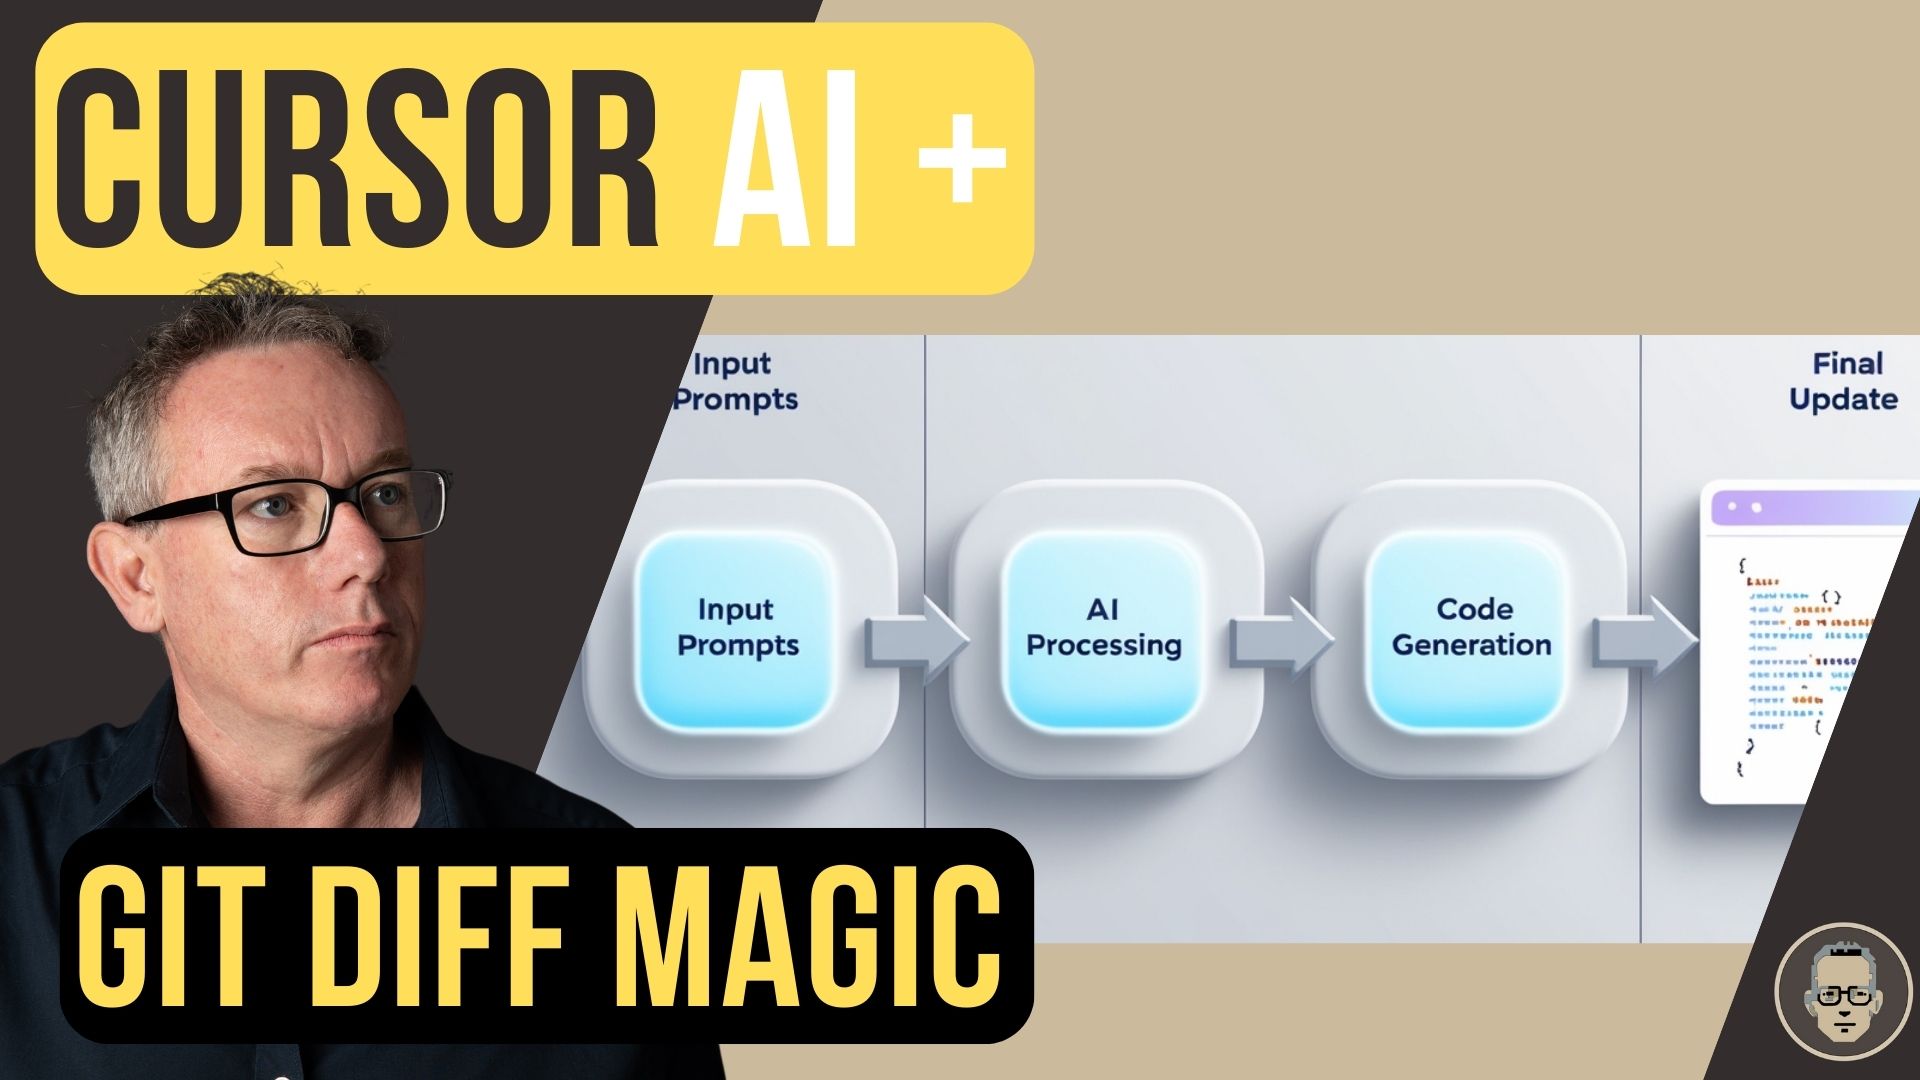 CURSOR AI +
Input
Prompts
Final
Update
Input
Prompts
AI
Processing
Code
Generation
GIT DIFF MAGIC